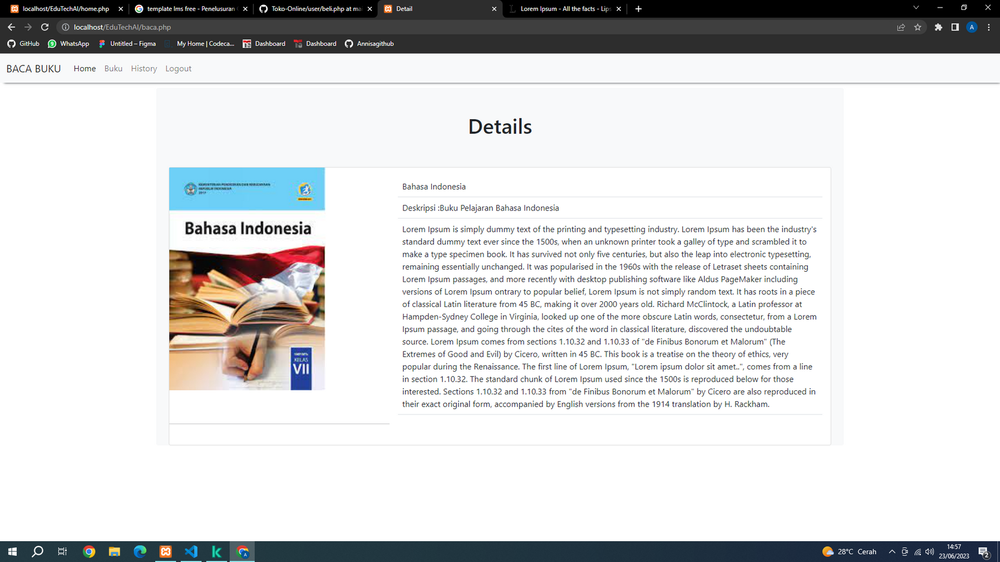 localhost/EduTechAI/home.php
template lms free - Penelusuran
Toko-Online/user/beli.php at ma
Detail
Lorem Ipsum - All the facts - Lips
localhost/EduTechAI/baca.php
A
GitHub
9
WhatsApp
Untitled – Figma
My Home | Codeca...
Dashboard
Dashboard
Annisagithub
BACA BUKU
Home
Buku
History
Logout
Details
KEMENTERIAN PENDIDIKAN DAN KEBUDAYAAN
REPUBLIK INDONESIA
2017
Bahasa Indonesia
SMP/MTs
KELAS
VII
Bahasa Indonesia
Deskripsi :Buku Pelajaran Bahasa Indonesia
Lorem Ipsum is simply dummy text of the printing and typesetting industry. Lorem Ipsum has been the industry's
standard dummy text ever since the 1500s, when an unknown printer took a galley of type and scrambled it to
make a type specimen book. It has survived not only five centuries, but also the leap into electronic typesetting,
remaining essentially unchanged. It was popularised in the 1960s with the release of Letraset sheets containing
Lorem Ipsum passages, and more recently with desktop publishing software like Aldus PageMaker including
versions of Lorem Ipsum ontrary to popular belief, Lorem Ipsum is not simply random text. It has roots in a piece
of classical Latin literature from 45 BC, making it over 2000 years old. Richard McClintock, a Latin professor at
Hampden-Sydney College in Virginia, looked up one of the more obscure Latin words, consectetur, from a Lorem
Ipsum passage, and going through the cites of the word in classical literature, discovered the undoubtable
source. Lorem Ipsum comes from sections 1.10.32 and 1.10.33 of "de Finibus Bonorum et Malorum" (The
Extremes of Good and Evil) by Cicero, written in 45 BC. This book is a treatise on the theory of ethics, very
popular during the Renaissance. The first line of Lorem Ipsum, "Lorem ipsum dolor sit amet..", comes from a line
in section 1.10.32. The standard chunk of Lorem Ipsum used since the 1500s is reproduced below for those
interested. Sections 1.10.32 and 1.10.33 from "de Finibus Bonorum et Malorum" by Cicero are also reproduced in
their exact original form, accompanied by English versions from the 1914 translation by H. Rackham.
28°C Cerah
14:57
23/06/2023
2